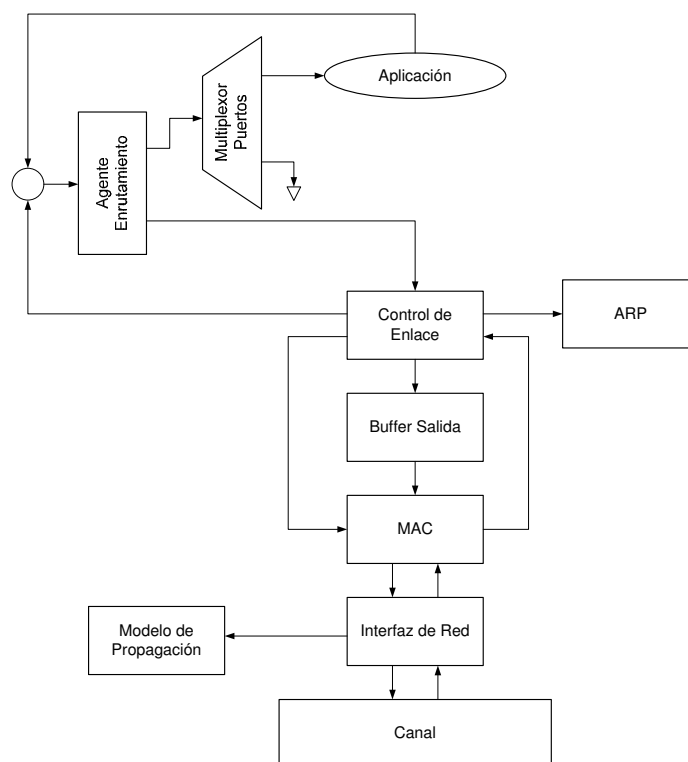 Aplicación
Multiplexor
Puertos
Agente
Enrutamiento
Control de
Enlace
ARP
Buffer Salida
MAC
Modelo de
Propagación
Interfaz de Red
Canal